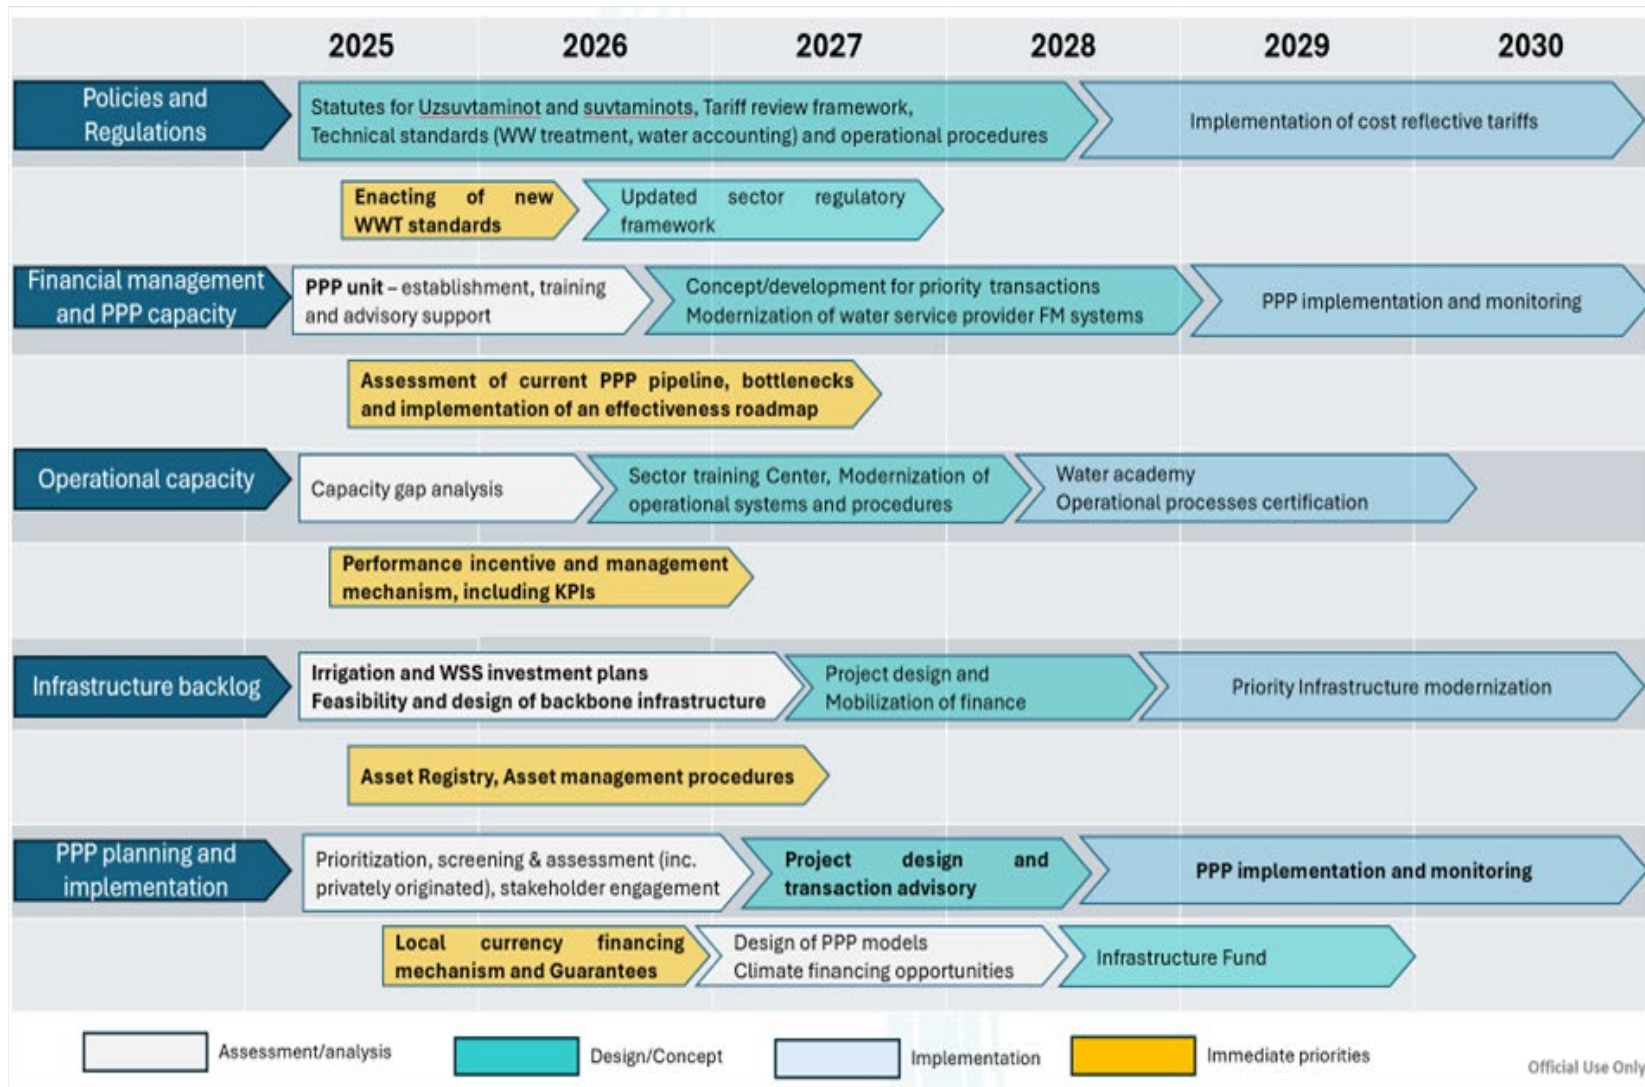 2025 2026 2027 2028 2029 2030
Policies and
Regulations
Statutes for Uzsuvtaminot and suvtaminots, Tariff review framework,
Technical standards (WW treatment, water accounting) and operational procedures
Implementation of cost reflective tariffs
Enacting of new
WWT standards
Updated sector regulatory
framework
Financial management
and PPP capacity
PPP unit – establishment, training
and advisory support
Concept/development for priority transactions
Modernization of water service provider FM systems
PPP implementation and monitoring
Assessment of current PPP pipeline, bottlenecks
and implementation of an effectiveness roadmap
Operational capacity
Capacity gap analysis
Sector training Center, Modernization of
operational systems and procedures
Water academy
Operational processes certification
Performance incentive and management
mechanism, including KPIs
Infrastructure backlog
Irrigation and WSS investment plans
Feasibility and design of backbone infrastructure
Project design and
Mobilization of finance
Priority Infrastructure modernization
Asset Registry, Asset management procedures
PPP planning and
implementation
Prioritization, screening & assessment (inc.
privately originated), stakeholder engagement
Project design and
transaction advisory
PPP implementation and monitoring
Local currency financing
mechanism and Guarantees
Design of PPP models
Climate financing opportunities
Infrastructure Fund
Assessment/analysis
Design/Concept
Implementation
Immediate priorities
Official Use Only